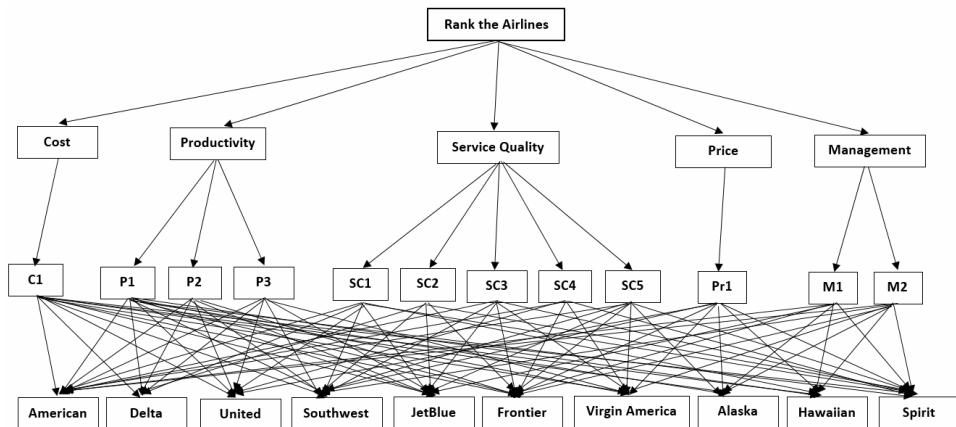 Rank the Airlines
Cost
Productivity
Service Quality
Price
Management
C1
P1
P2
P3
SC1
SC2
SC3
SC4
SC5
Pr1
M1
M2
American
Delta
United
Southwest
JetBlue
Frontier
Virgin America
Alaska
Hawaiian
Spirit